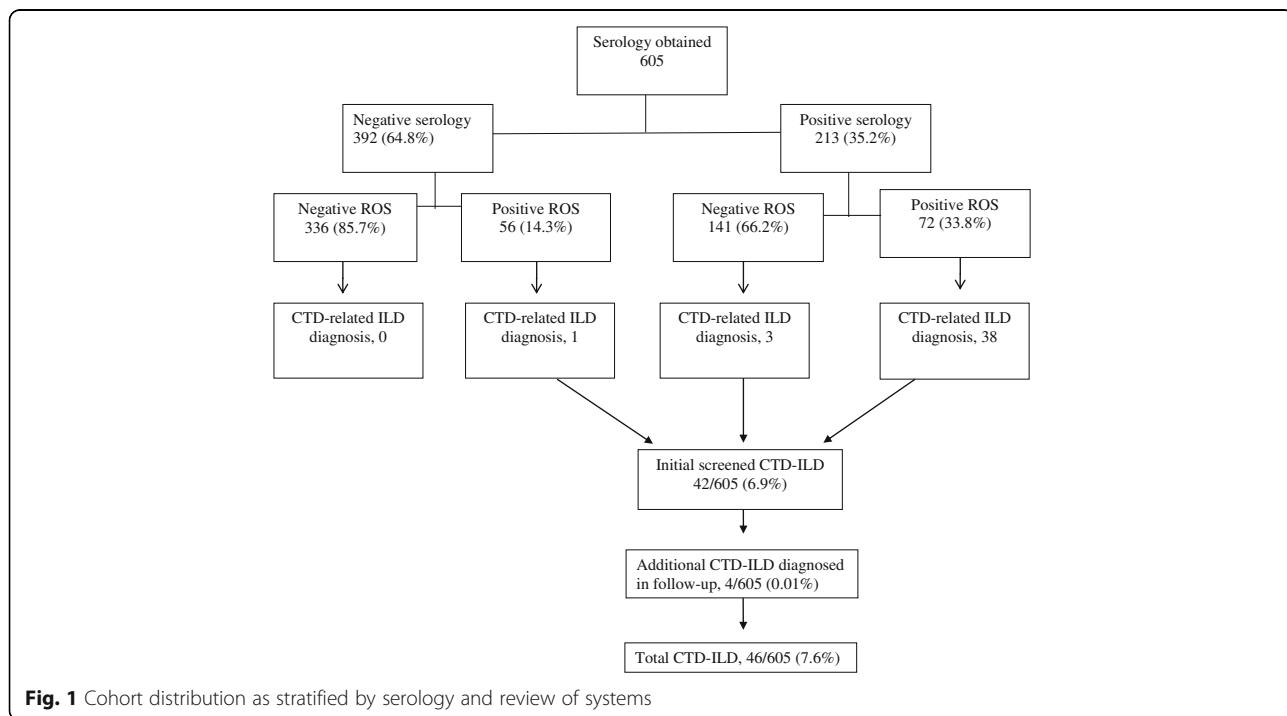 Serology obtained
605
Negative serology
392 (64.8%)
Positive serology
213 (35.2%)
Negative ROS
336 (85.7%)
Positive ROS
56 (14.3%)
Negative ROS
141 (66.2%)
Positive ROS
72 (33.8%)
CTD-related ILD
diagnosis, 0
CTD-related ILD
diagnosis, 1
CTD-related ILD
diagnosis, 3
CTD-related ILD
diagnosis, 38
Initial screened CTD-ILD
42/605 (6.9%)
Additional CTD-ILD diagnosed
in follow-up, 4/605 (0.01%)
Total CTD-ILD, 46/605 (7.6%)
Fig. 1 Cohort distribution as stratified by serology and review of systems